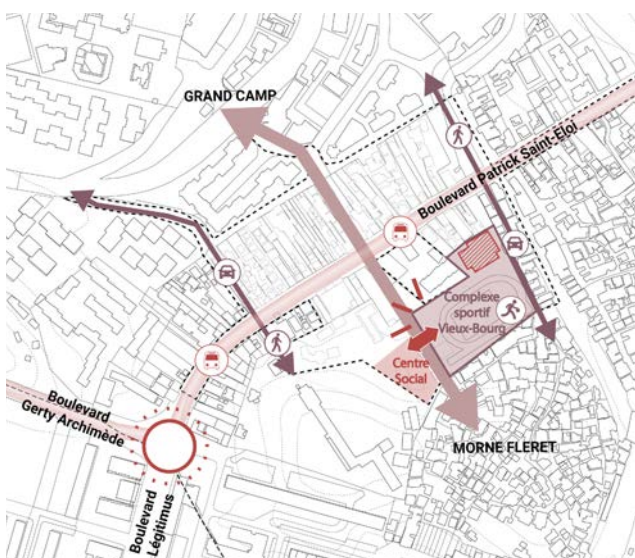 GRAND CAMP
Boulevard Patrick Saint-Eloi
Complexe
sportif
Vieux-Bourg
Centre
Social
Boulevard
Gerty Archimède
MORNE FLERET
Boulevard
Légitimus